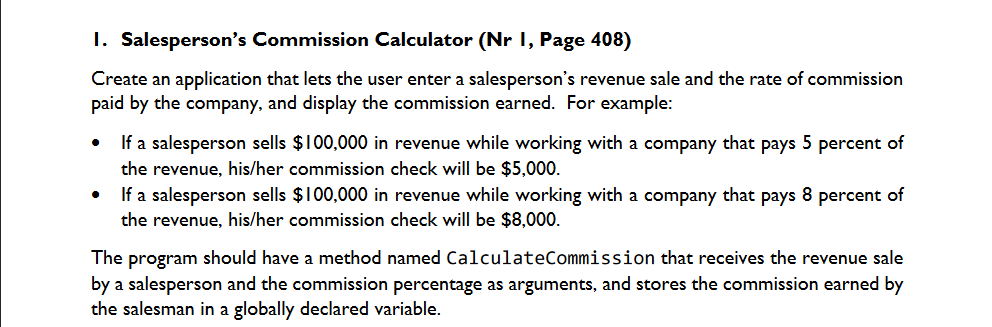 1. Salesperson's Commission Calculator (Nr 1, Page 408)
Create an application that lets the user enter a salesperson's revenue sale and the rate of commission
paid by the company, and display the commission earned. For example:
• If a salesperson sells $100,000 in revenue while working with a company that pays 5 percent of
the revenue, his/her commission check will be $5,000.
• If a salesperson sells $100,000 in revenue while working with a company that pays 8 percent of
the revenue, his/her commission check will be $8,000.
The program should have a method named CalculateCommission that receives the revenue sale
by a salesperson and the commission percentage as arguments, and stores the commission earned by
the salesman in a globally declared variable.